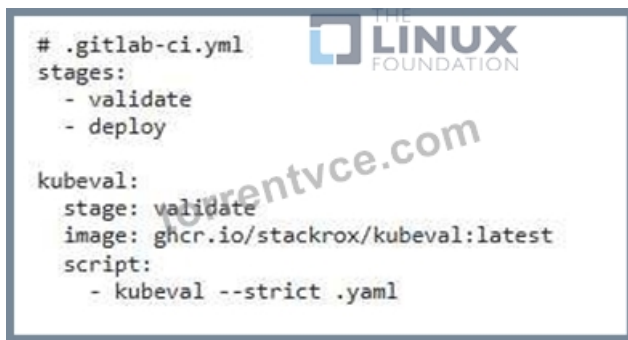 THE
LINUX
FOUNDATION
# .gitlab-ci.yml
stages:
  - validate
  - deploy
torrentvce.com
kubeval:
  stage: validate
  image: ghcr.io/stackrox/kubeval:latest
  script:
    - kubeval --strict .yaml